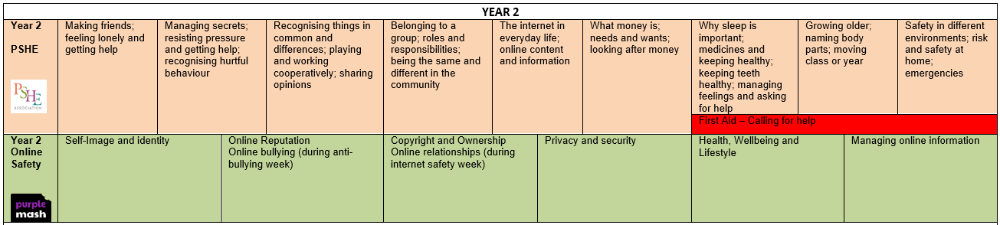 YEAR 2
Year 2
PSHE
PSHE
ASSOCIATION
Making friends;
feeling lonely and
getting help
Managing secrets;
resisting pressure
and getting help;
recognising hurtful
behaviour
Recognising things in
common and
differences; playing
and working
cooperatively; sharing
opinions
Belonging to a
group; roles and
responsibilities;
being the same and
different in the
community
The internet in
everyday life;
online content
and information
What money is;
needs and wants;
looking after money
Why sleep is
important;
medicines and
keeping healthy;
keeping teeth
healthy; managing
feelings and asking
for help
Growing older;
naming body
parts; moving
class or year
Safety in different
environments; risk
and safety at
home;
emergencies
First Aid – Calling for help
Year 2
Online
Safety
purple
mash
Self-Image and identity
Online Reputation
Online bullying (during anti-
bullying week)
Copyright and Ownership
Online relationships (during
internet safety week)
Privacy and security
Health, Wellbeing and
Lifestyle
Managing online information